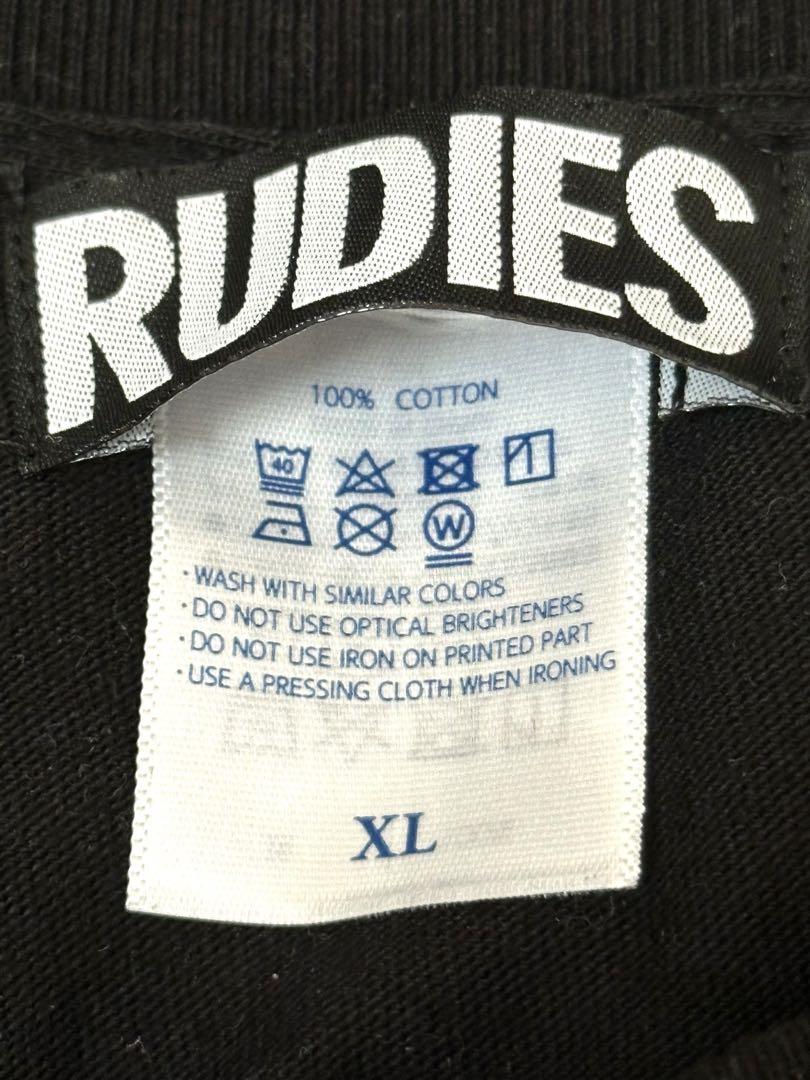 RUDIES
100% COTTON
40
W
・WASH WITH SIMILAR COLORS
・DO NOT USE OPTICAL BRIGHTENERS
・DO NOT USE IRON ON PRINTED PART
・USE A PRESSING CLOTH WHEN IRONING
XL